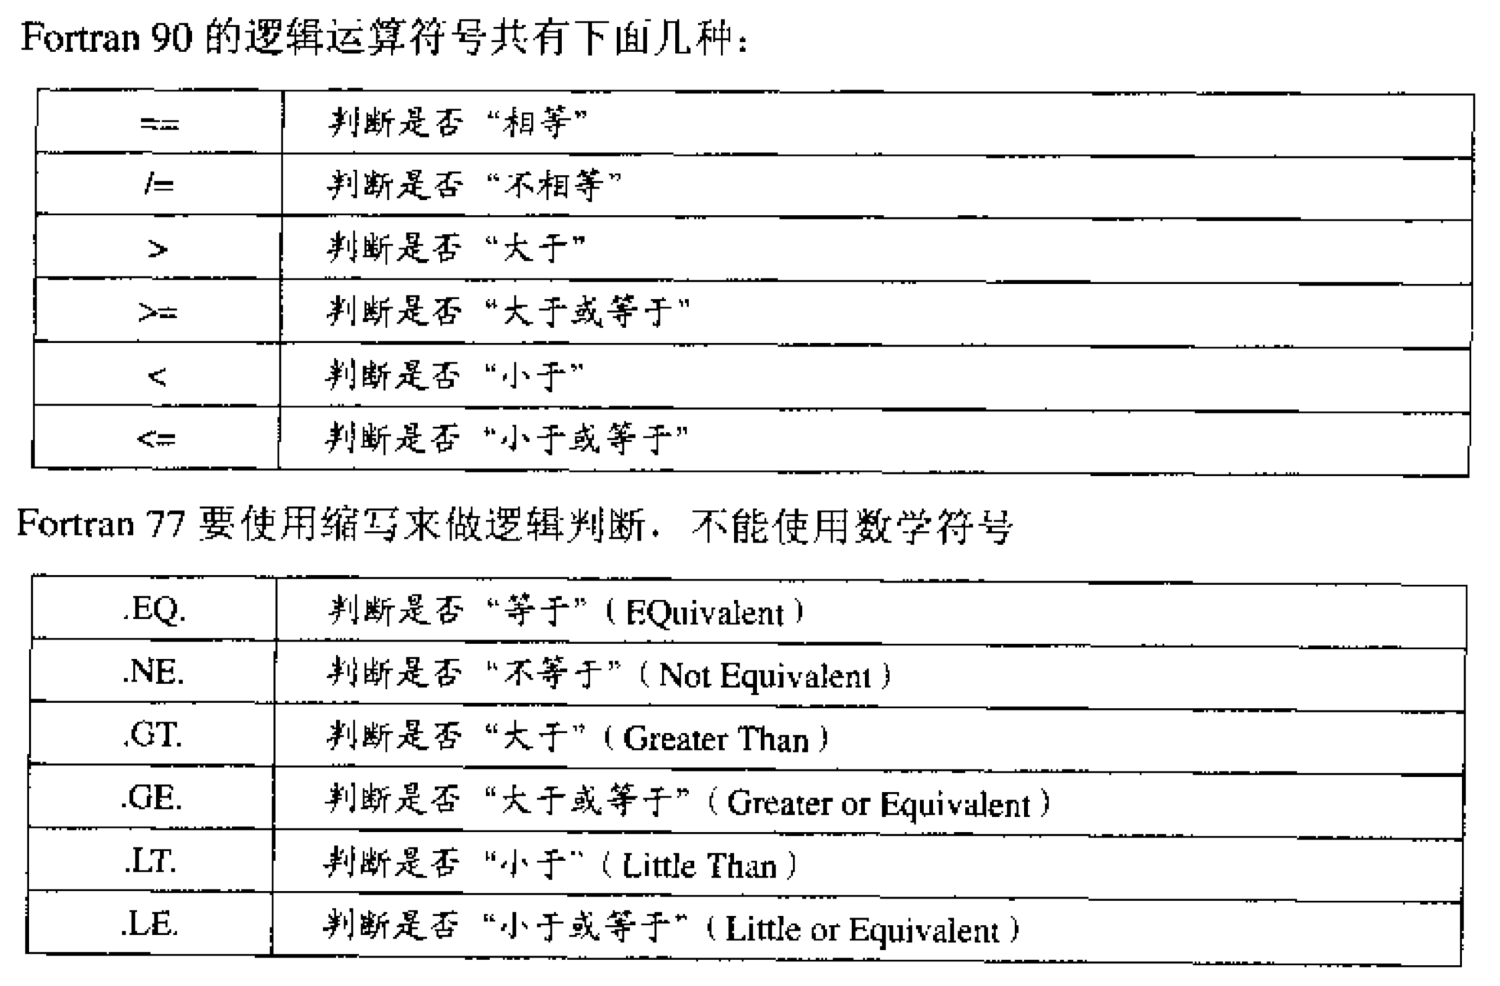 Fortran 90 的逻辑运算符号共有下面几种：
== 判断是否 “相等”
/= 判断是否 “不相等”
> 判断是否 “大于”
>= 判断是否 “大于或等于”
< 判断是否 “小于”
<= 判断是否 “小于或等于”
Fortran 77 要使用缩写来做逻辑判断．不能使用数学符号
.EQ. 判断是否 “等于”（EQuivalent）
.NE. 判断是否 “不等于”（Not Equivalent）
.GT. 判断是否 “大于”（Greater Than）
.GE. 判断是否 “大于或等于”（Greater or Equivalent）
.LT. 判断是否 “小于”（Little Than）
.LE. 判断是否 “小于或等于”（Little or Equivalent）